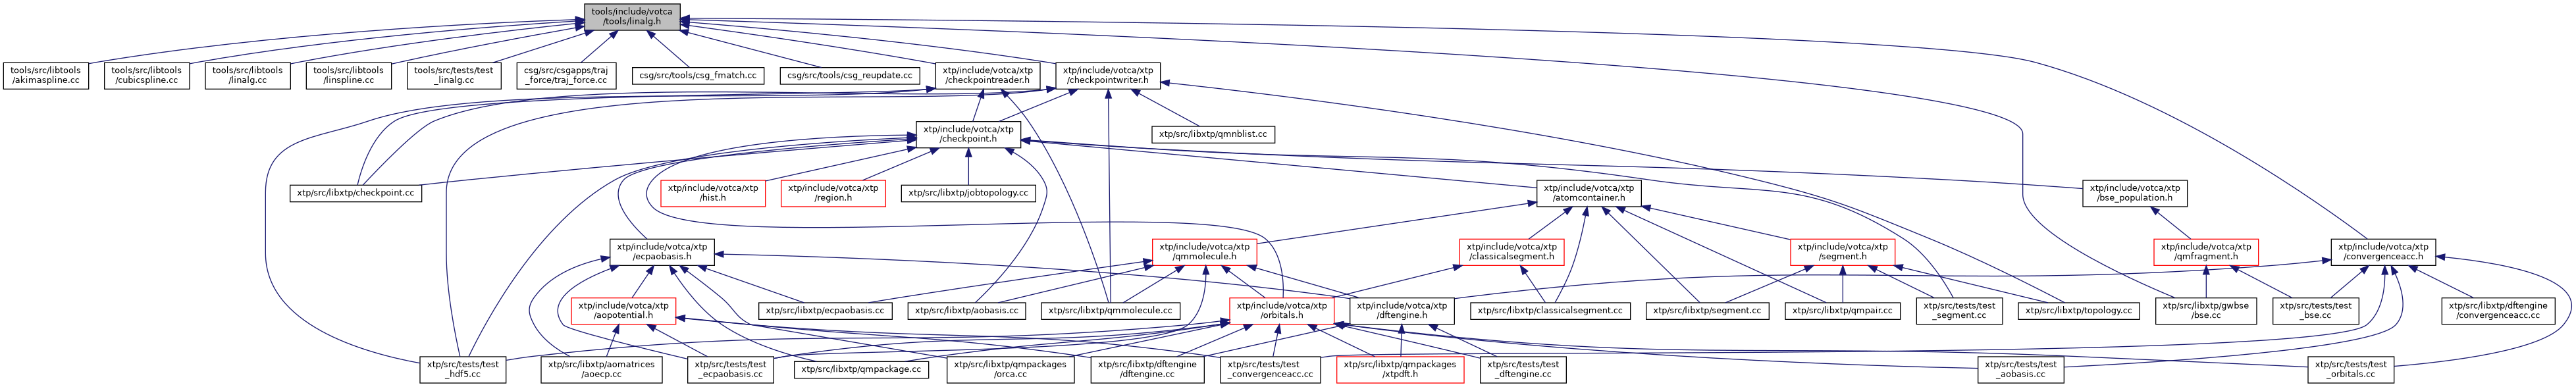 tools/include/votca
/tools/linalg.h
tools/src/libtools
/akimaspline.cc
tools/src/libtools
/cubicspline.cc
tools/src/libtools
/linalg.cc
tools/src/libtools
/linspline.cc
tools/src/tests/test
_linalg.cc
csg/src/csgapps/traj
_force/traj_force.cc
csg/src/tools/csg_fmatch.cc
csg/src/tools/csg_reupdate.cc
xtp/include/votca/xtp
/checkpointreader.h
xtp/include/votca/xtp
/checkpointwriter.h
xtp/include/votca/xtp
/checkpoint.h
xtp/src/libxtp/qmnblist.cc
xtp/src/libxtp/checkpoint.cc
xtp/include/votca/xtp
/hist.h
xtp/include/votca/xtp
/region.h
xtp/src/libxtp/jobtopology.cc
xtp/include/votca/xtp
/atomcontainer.h
xtp/include/votca/xtp
/bse_population.h
xtp/include/votca/xtp
/ecpaobasis.h
xtp/include/votca/xtp
/qmmolecule.h
xtp/include/votca/xtp
/classicalsegment.h
xtp/include/votca/xtp
/segment.h
xtp/include/votca/xtp
/qmfragment.h
xtp/include/votca/xtp
/convergenceacc.h
xtp/include/votca/xtp
/aopotential.h
xtp/src/libxtp/ecpaobasis.cc
xtp/src/libxtp/aobasis.cc
xtp/src/libxtp/qmmolecule.cc
xtp/include/votca/xtp
/orbitals.h
xtp/include/votca/xtp
/dftengine.h
xtp/src/libxtp/classicalsegment.cc
xtp/src/libxtp/segment.cc
xtp/src/libxtp/qmpair.cc
xtp/src/tests/test
_segment.cc
xtp/src/libxtp/topology.cc
xtp/src/libxtp/gwbse
/bse.cc
xtp/src/tests/test
_bse.cc
xtp/src/libxtp/dftengine
/convergenceacc.cc
xtp/src/tests/test
_hdf5.cc
xtp/src/libxtp/aomatrices
/aoecp.cc
xtp/src/tests/test
_ecpaobasis.cc
xtp/src/libxtp/qmpackage.cc
xtp/src/libxtp/qmpackages
/orca.cc
xtp/src/libxtp/dftengine
/dftengine.cc
xtp/src/tests/test
_convergenceacc.cc
xtp/src/libxtp/qmpackages
/xtpdft.h
xtp/src/tests/test
_dftengine.cc
xtp/src/tests/test
_aobasis.cc
xtp/src/tests/test
_orbitals.cc